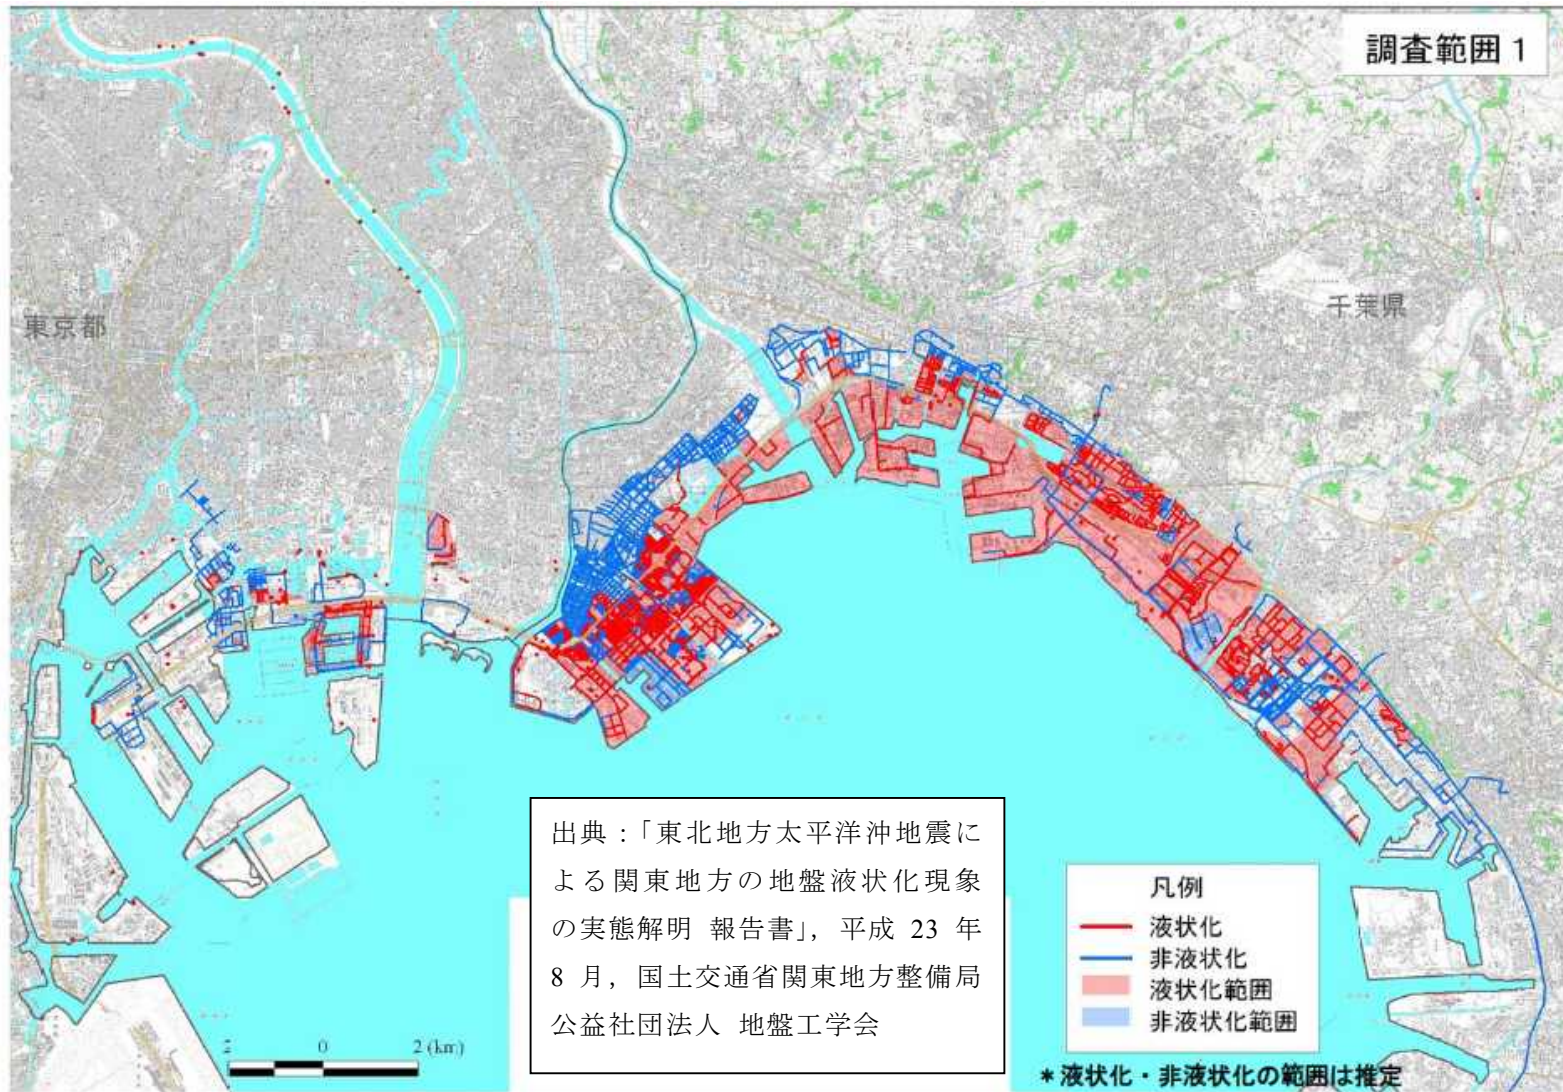 調査範囲 1
東京都
千葉県
出典：「東北地方太平洋沖地震に
よる関東地方の地盤液状化現象
の実態解明 報告書」，平成 23 年
8 月，国土交通省関東地方整備局
公益社団法人 地盤工学会
凡例
液状化
非液状化
液状化範囲
非液状化範囲
2 0 2 (km)
＊液状化・非液状化の範囲は推定